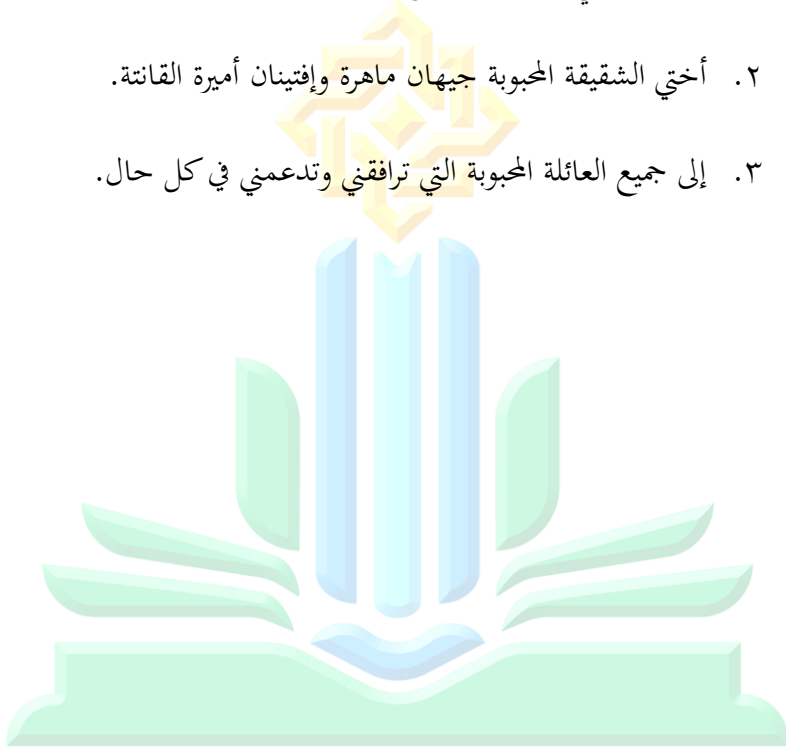 ٢. أختي الشقيقة المحبوبة جيهان ماهرة وإفتينان أميرة القانتة.
٣. إلى جميع العائلة المحبوبة التي ترافقني وتدعمني في كل حال.